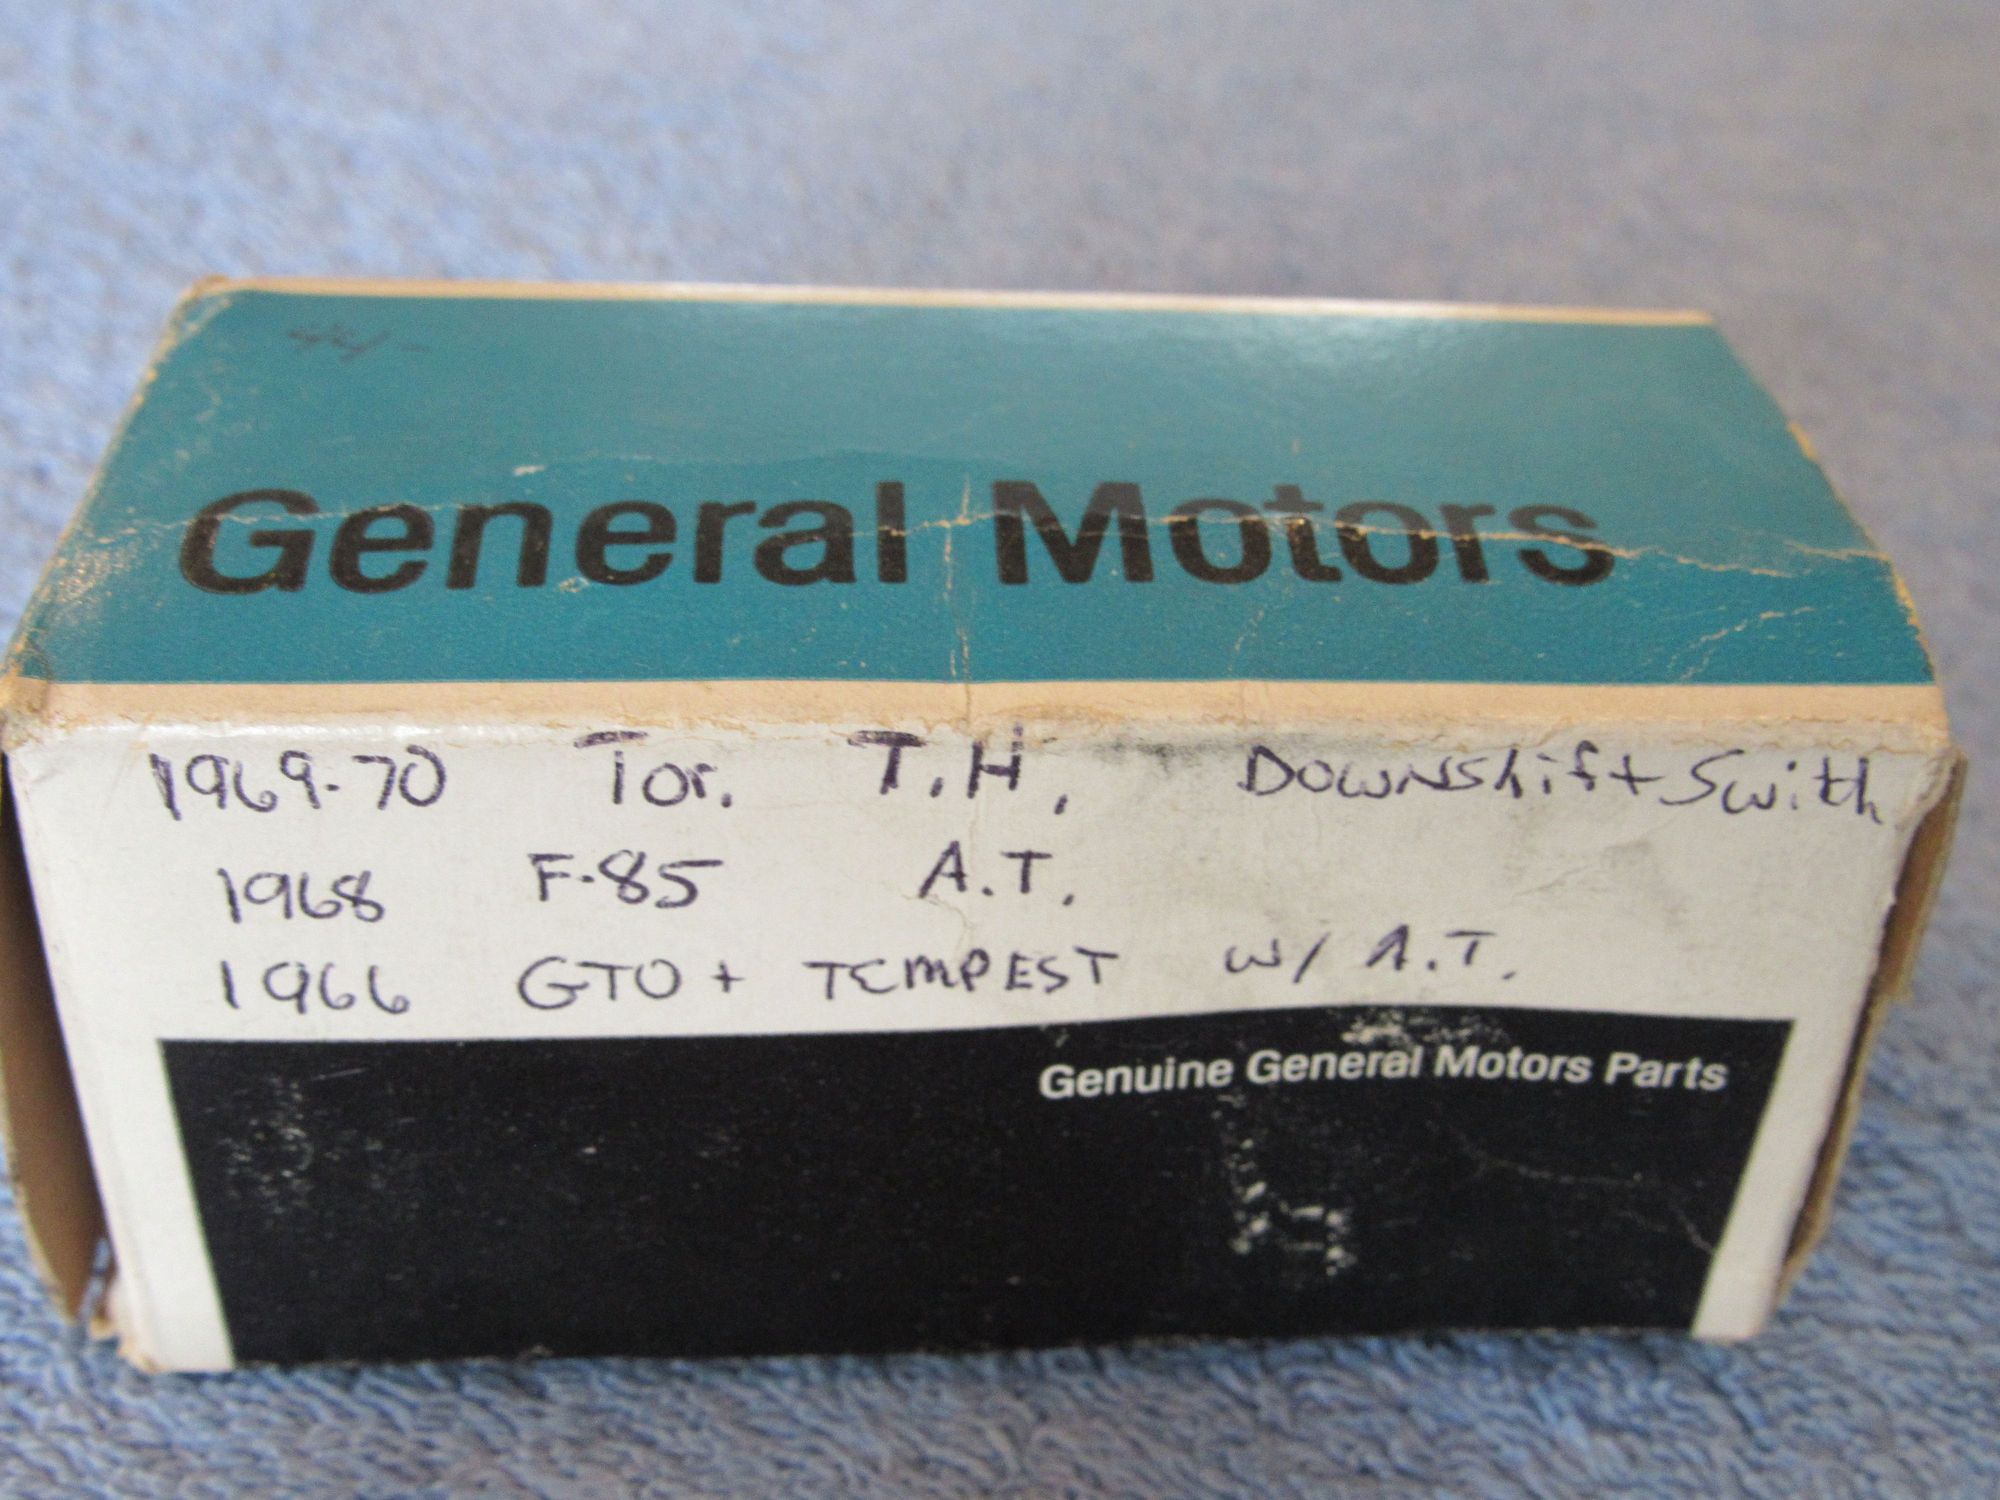 General Motors
1969-70 Tor. T.H. Downshift Swith
1968 F-85 A.T.
1966 GTO + TEMPEST W/ A.T.
Genuine General Motors Parts